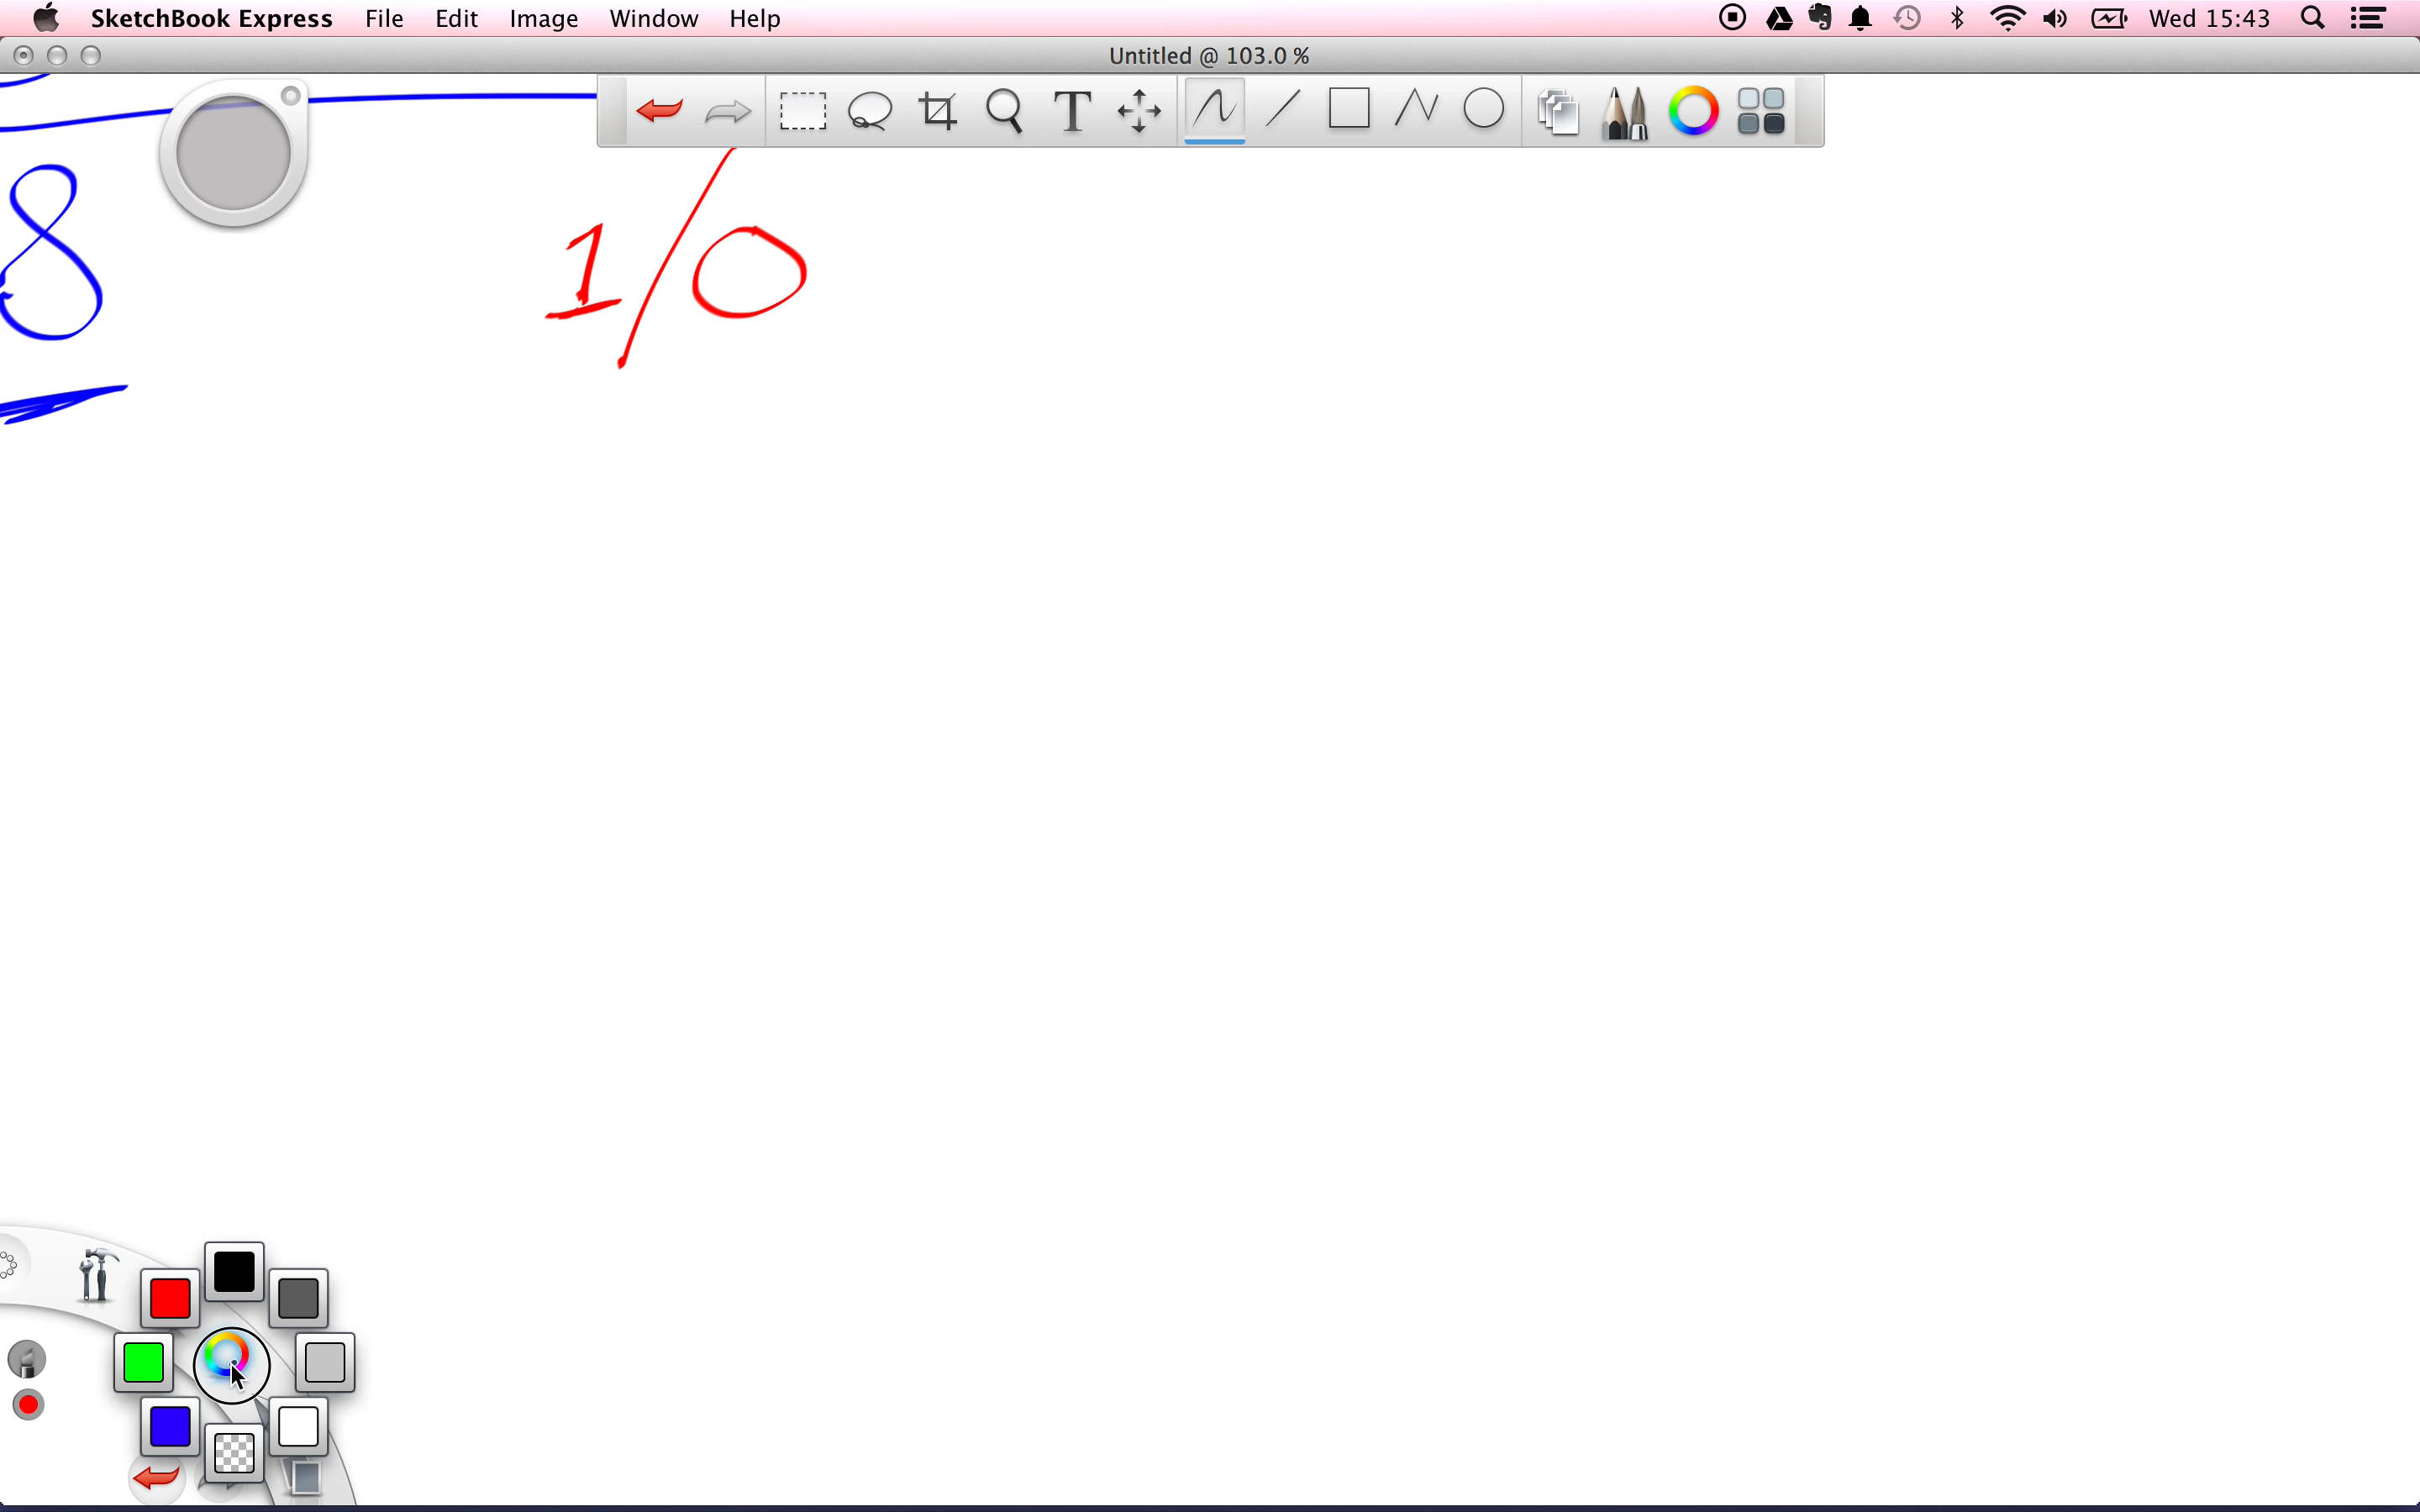 SketchBook Express File Edit Image Window Help Wed 15:43
Untitled @ 103.0 %
T
8
1/0